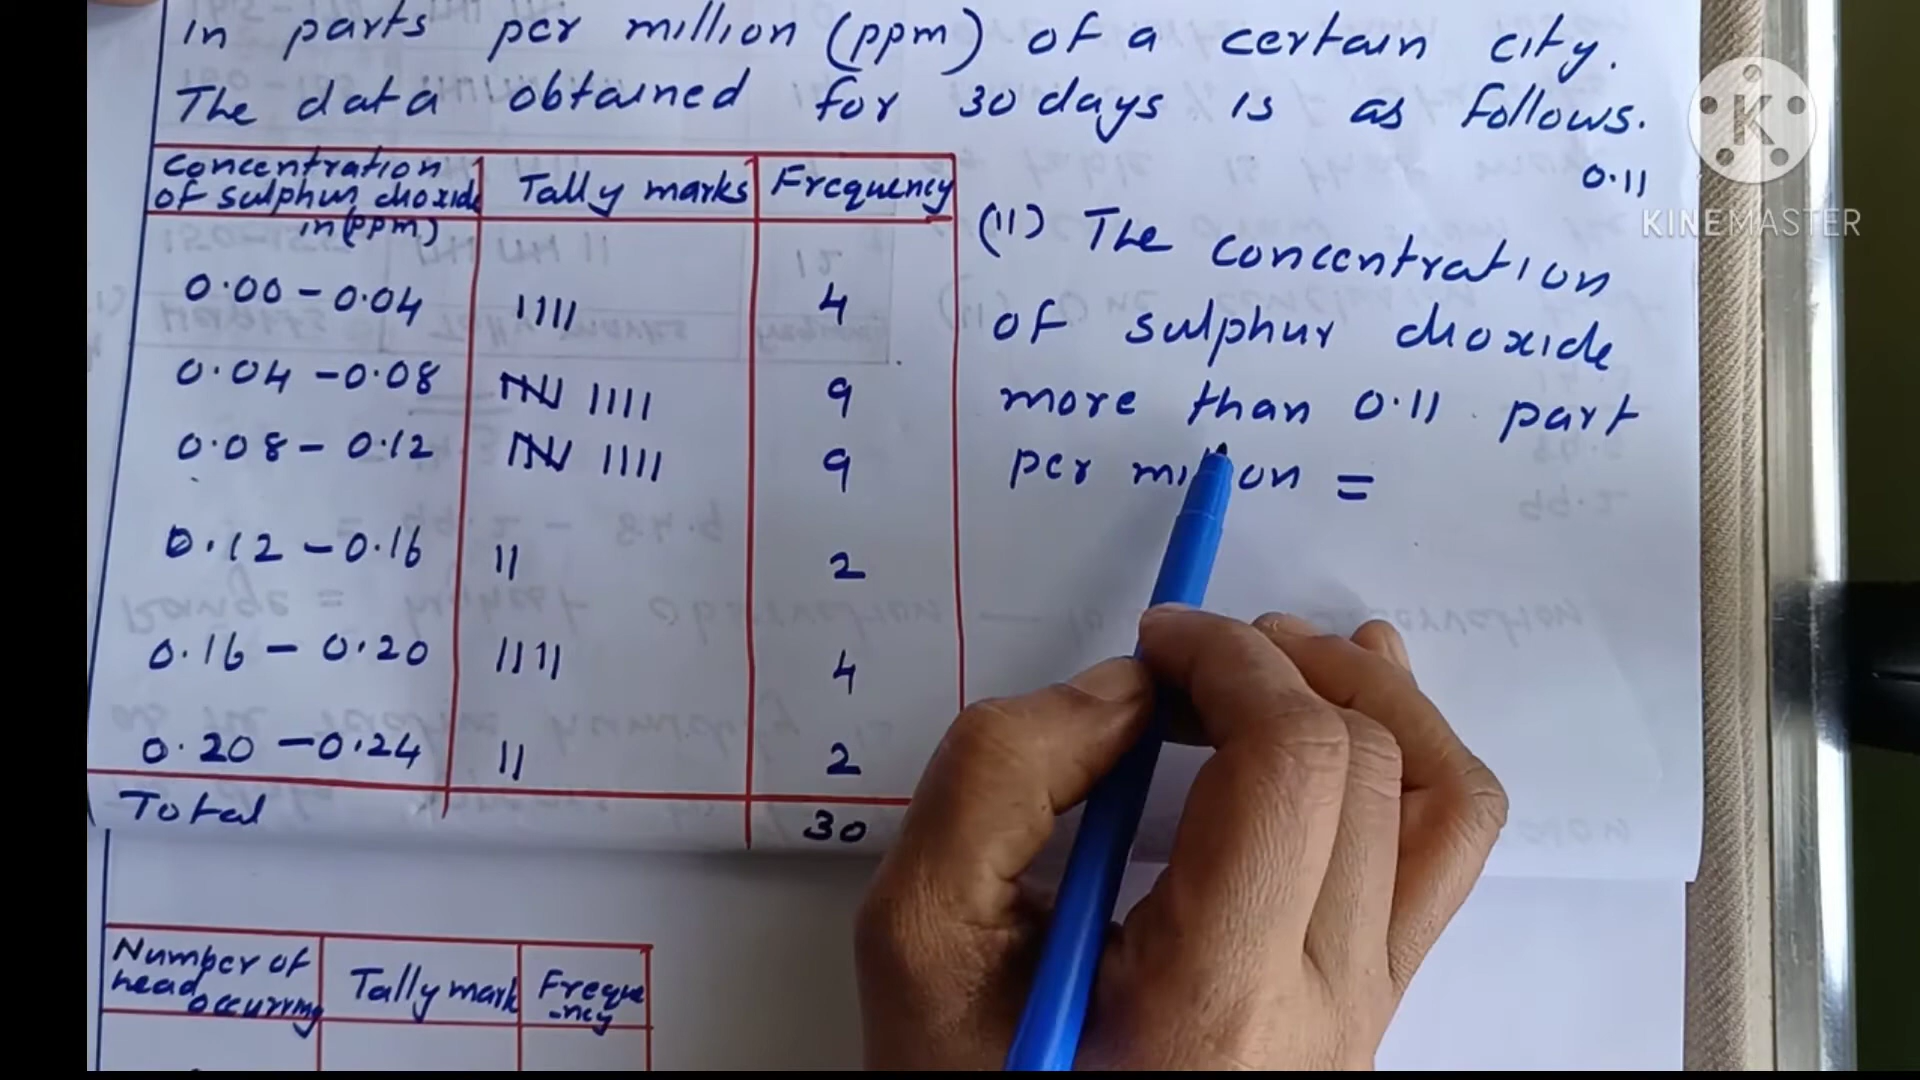 in parts per million (ppm) of a certain city.
The data obtained for 30 days is as follows.
0.11
K
KINEMASTER
Concentration of sulphur dioxide in (ppm) Tally marks Frequency
0.00 - 0.04 |||| 4
0.04 - 0.08 |||| |||| 9
0.08 - 0.12 |||| |||| 9
0.12 - 0.16 || 2
0.16 - 0.20 |||| 4
0.20 - 0.24 || 2
Total 30
(ii) The concentration
of sulphur dioxide
more than 0.11 part
per million =
Number of head occurring Tally mark Freque-ncy